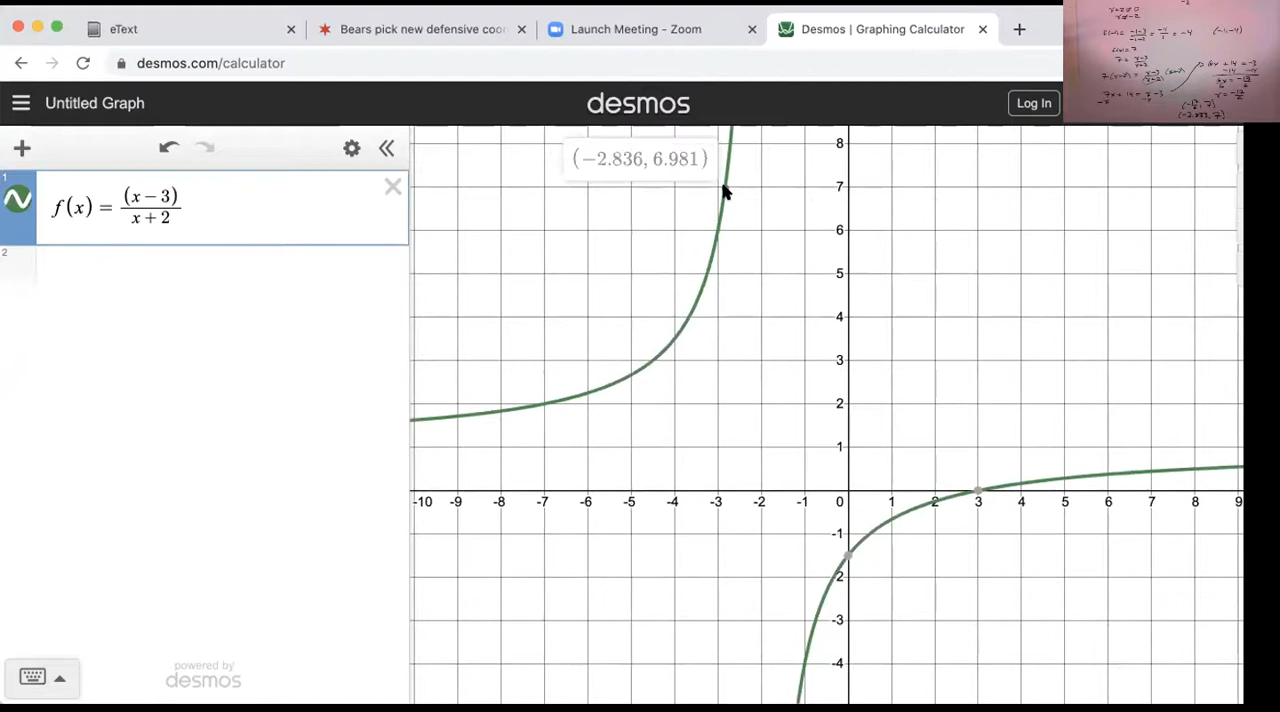 eText
Bears pick new defensive coor
Launch Meeting - Zoom
Desmos | Graphing Calculator
desmos.com/calculator
Untitled Graph
desmos
Log In
(−2.836, 6.981)
1
f(x) = (x − 3)/(x + 2)
2
8
7
6
5
4
3
2
1
-10 -9 -8 -7 -6 -5 -4 -3 -2 -1 0 1 2 3 4 5 6 7 8 9
-1
2
-3
-4
powered by
desmos